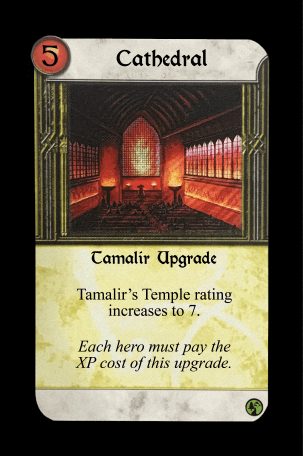 5
Cathedral
Tamalir Upgrade
Tamalir's Temple rating
increases to 7.
Each hero must pay the
XP cost of this upgrade.